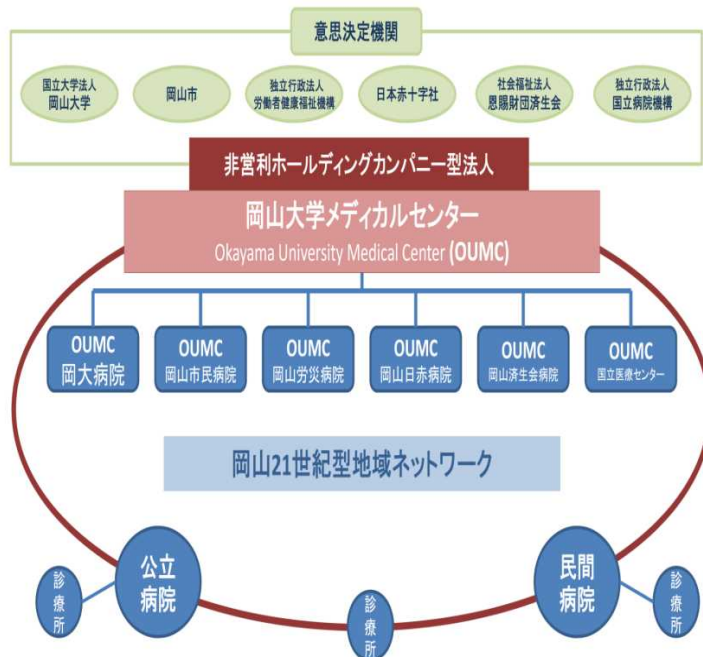 意思決定機関
国立大学法人
岡山大学
岡山市
独立行政法人
労働者健康福祉機構
日本赤十字社
社会福祉法人
恩賜財団済生会
独立行政法人
国立病院機構
非営利ホールディングカンパニー型法人
岡山大学メディカルセンター
Okayama University Medical Center (OUMC)
OUMC
岡大病院
OUMC
岡山市民病院
OUMC
岡山労災病院
OUMC
岡山日赤病院
OUMC
岡山済生会病院
OUMC
国立医療センター
岡山21世紀型地域ネットワーク
診療所
公立
病院
診療所
民間
病院
診療所